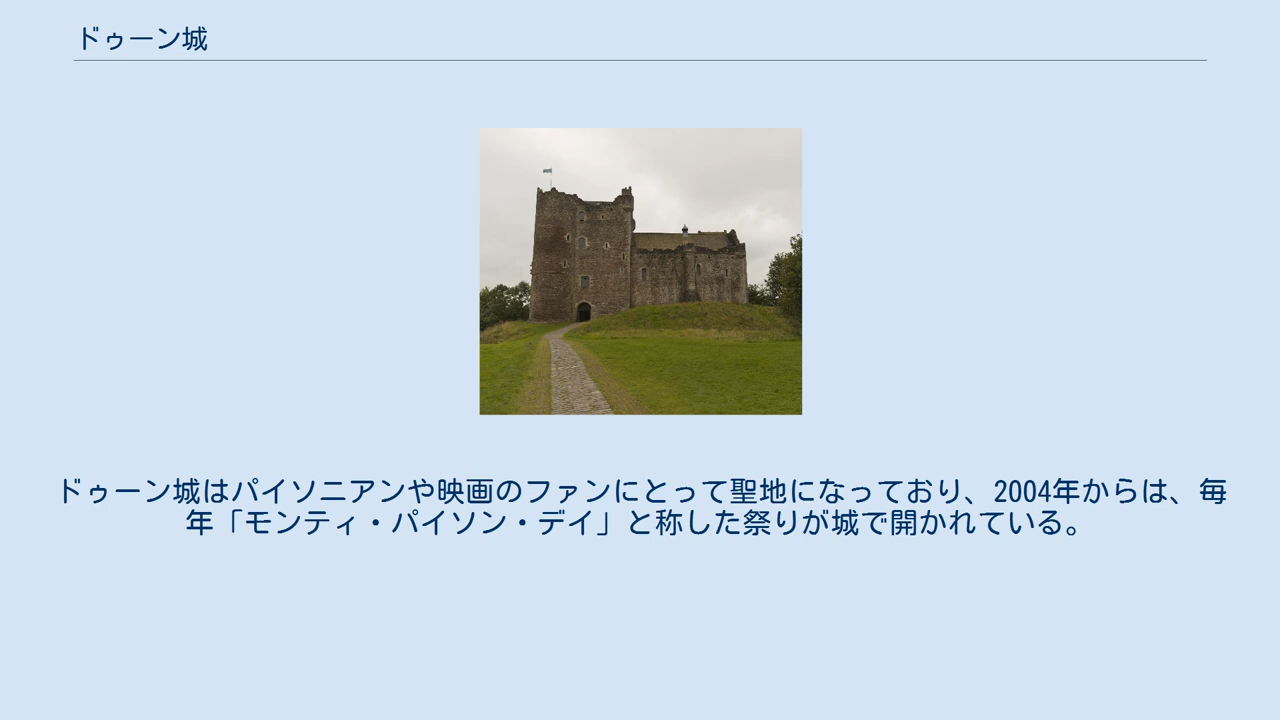 ドゥーン城
ドゥーン城はパイソニアンや映画のファンにとって聖地になっており、2004年からは、毎
年「モンティ・パイソン・デイ」と称した祭りが城で開かれている。